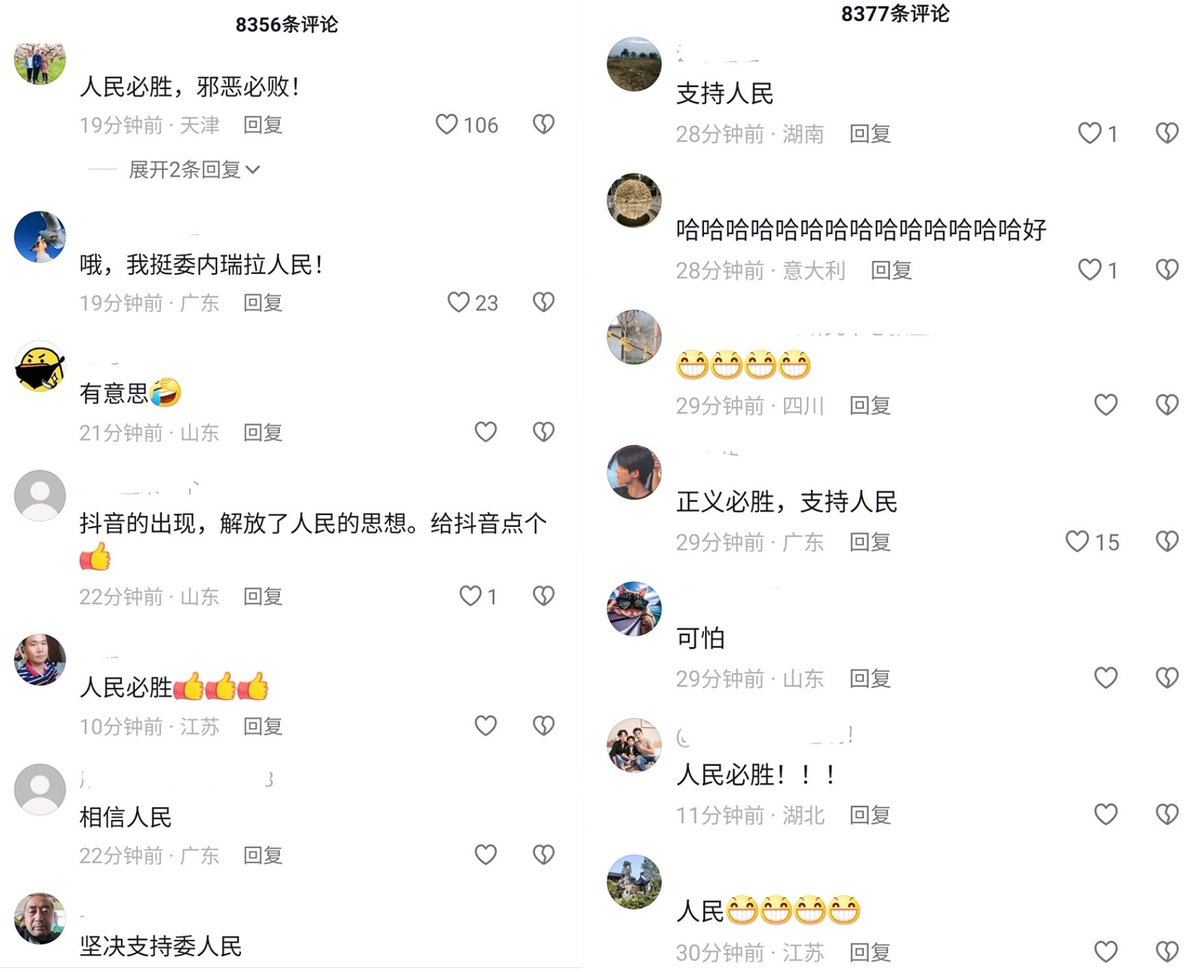 8356条评论
人民必胜，邪恶必败！
19分钟前 · 天津 回复 106
展开2条回复
哦，我挺委内瑞拉人民！
19分钟前 · 广东 回复 23
有意思🤣
21分钟前 · 山东 回复
抖音的出现，解放了人民的思想。给抖音点个
👍
22分钟前 · 山东 回复 1
人民必胜👍👍👍
10分钟前 · 江苏 回复
相信人民
22分钟前 · 广东 回复
坚决支持委人民
8377条评论
支持人民
28分钟前 · 湖南 回复 1
哈哈哈哈哈哈哈哈哈哈哈哈哈哈好
28分钟前 · 意大利 回复 1
😁😁😁😁
29分钟前 · 四川 回复
正义必胜，支持人民
29分钟前 · 广东 回复 15
可怕
29分钟前 · 山东 回复
人民必胜！！！
11分钟前 · 湖北 回复
人民😁😁😁😁
30分钟前 · 江苏 回复